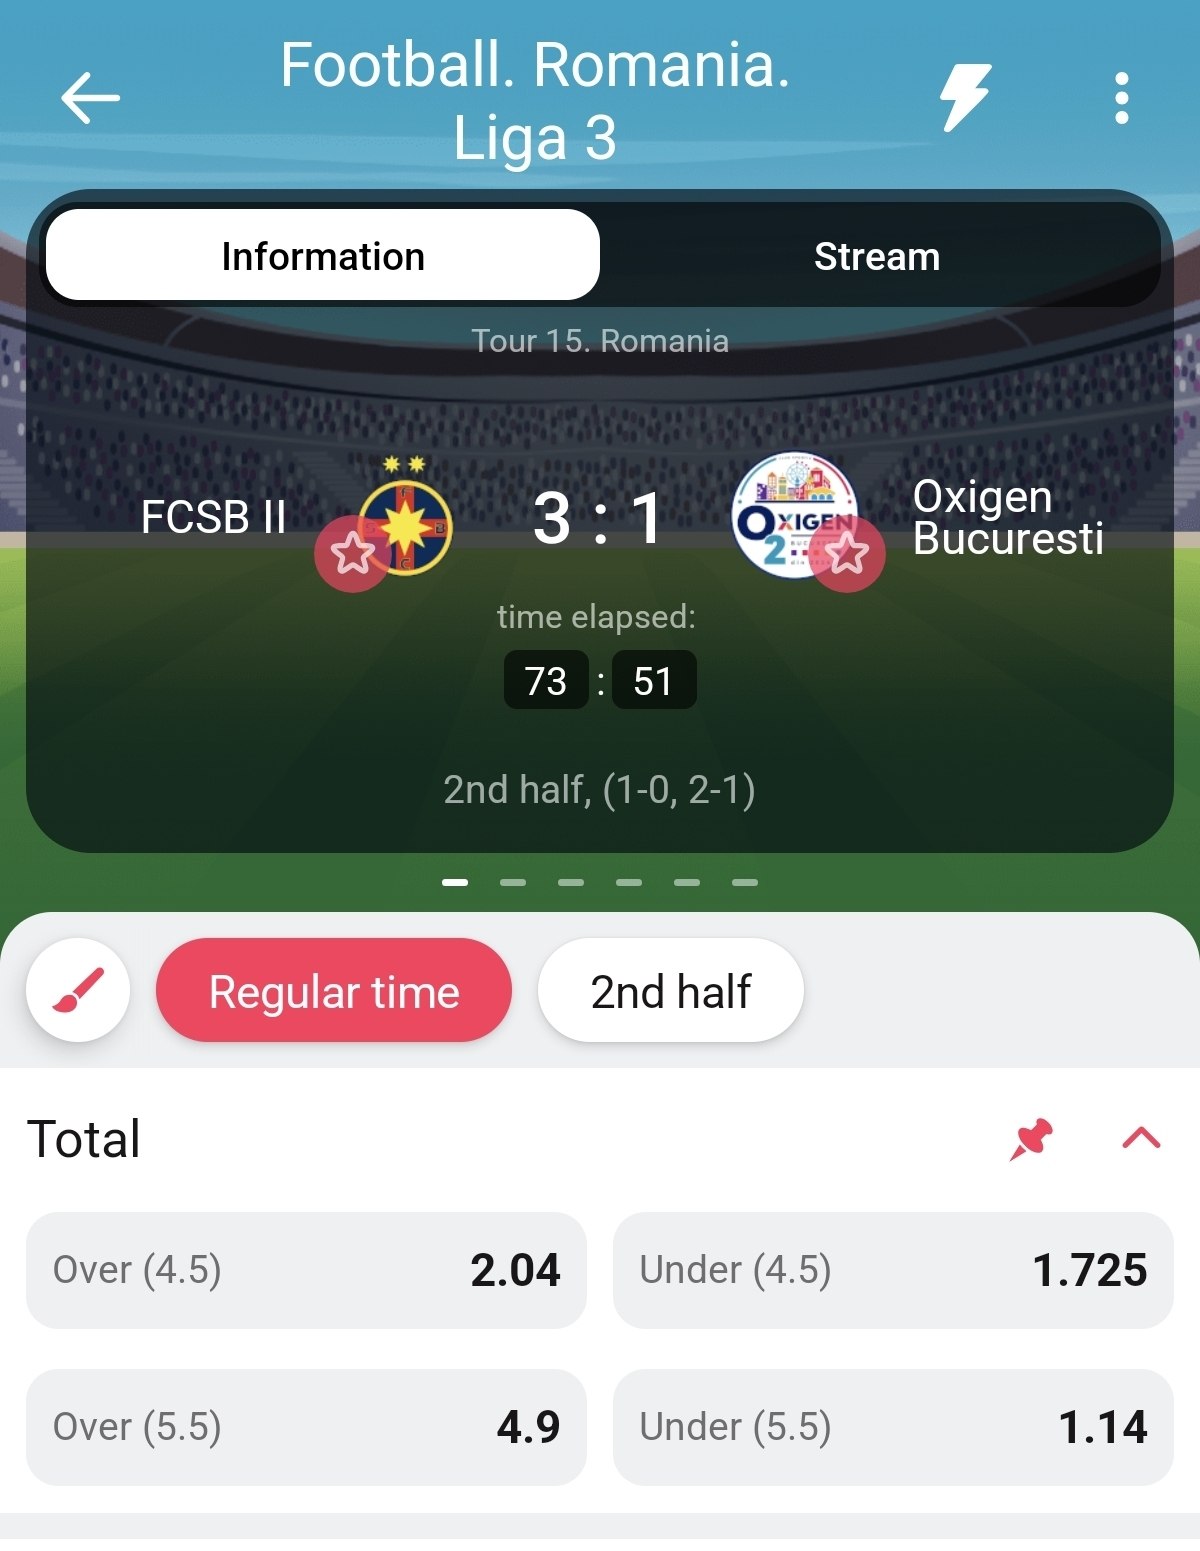 Football. Romania.
Liga 3
Information
Stream
Tour 15. Romania
FCSB II
3 : 1
OXIGEN
2
Oxigen
Bucuresti
time elapsed:
73 : 51
2nd half, (1-0, 2-1)
Regular time
2nd half
Total
Over (4.5) 2.04
Under (4.5) 1.725
Over (5.5) 4.9
Under (5.5) 1.14